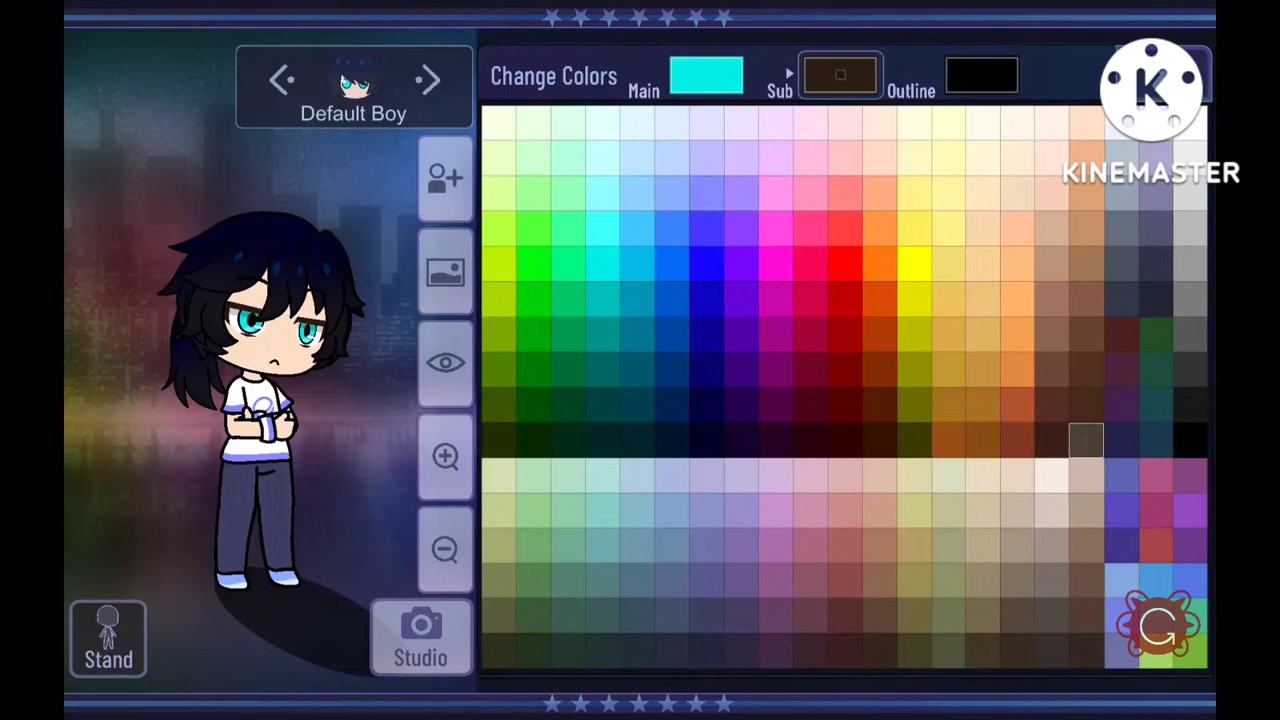 Change Colors
Main
Sub
Outline
Default Boy
K
KINEMASTER
Stand
Studio
G